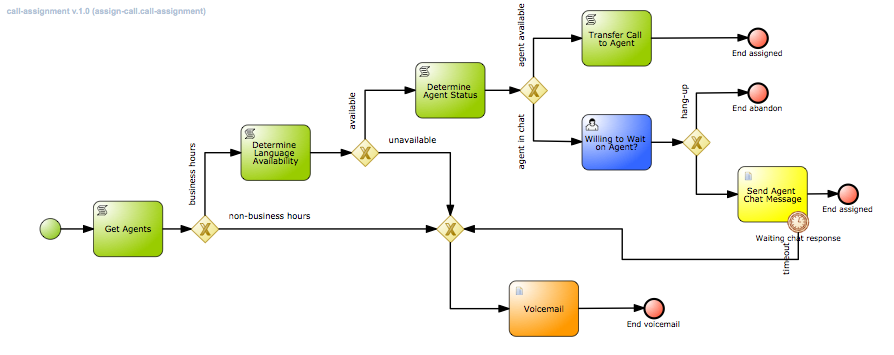 call-assignment v.1.0 (assign-call.call-assignment)
Get Agents
business hours
non-business hours
Determine
Language
Availability
available
unavailable
Determine
Agent Status
agent available
agent in chat
Transfer Call
to Agent
End assigned
Willing to Wait
on Agent?
hang-up
End abandon
Send Agent
Chat Message
End assigned
Waiting chat response
timeout
Voicemail
End voicemail